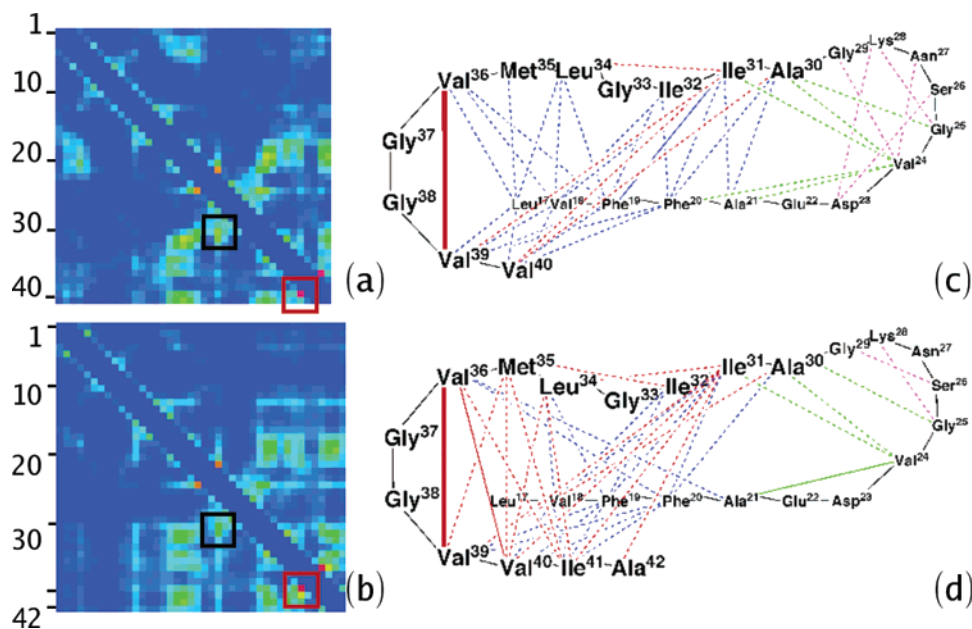 1
10
20
30
40
(a)
Val36 Met35 Leu34 Gly33 Ile32 Ile31 Ala30 Gly29 Lys28 Asn27
Ser26
Gly25
Val24
Gly37
Gly38
Leu17 Val18 Phe19 Phe20 Ala21 Glu22 Asp23
Val39
Val40
(c)
1
10
20
30
40
42
(b)
Val36 Met35 Leu34 Gly33 Ile32 Ile31 Ala30 Gly29 Lys28 Asn27
Ser26
Gly25
Val24
Gly37
Gly38
Leu17 Val18 Phe19 Phe20 Ala21 Glu22 Asp23
Val39
Val40 Ile41 Ala42
(d)